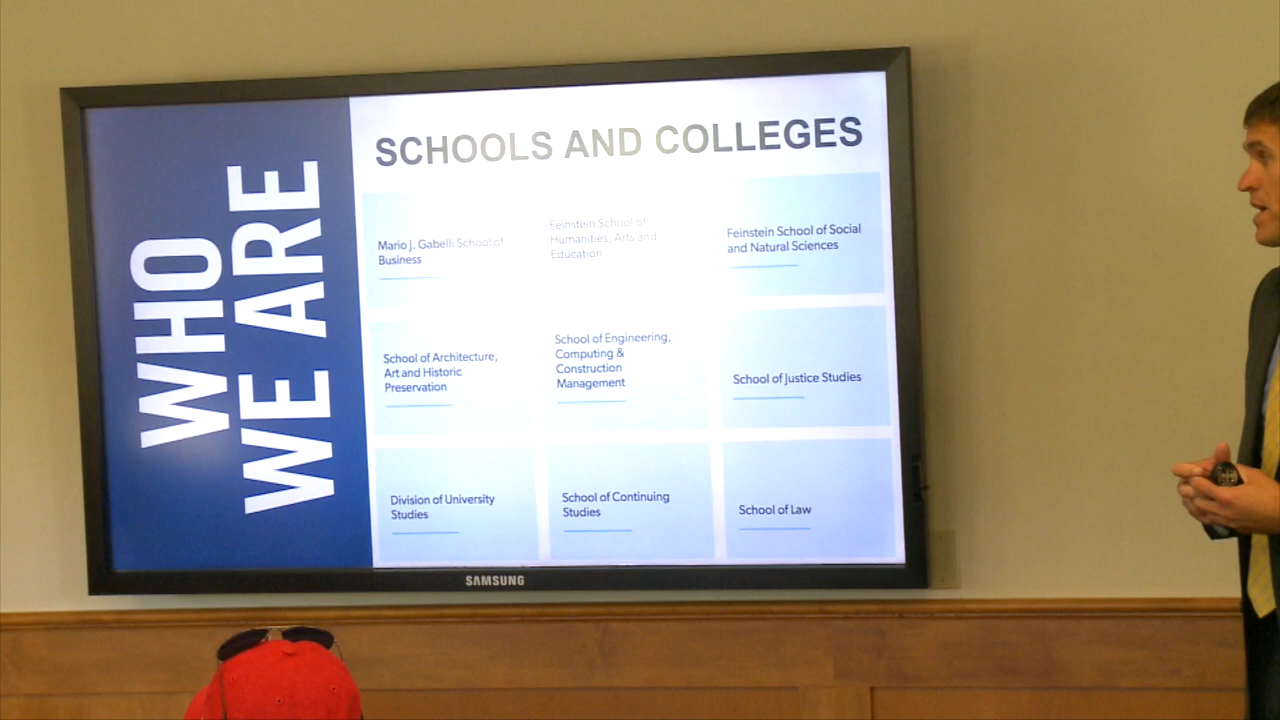 WHO
WE ARE
SCHOOLS AND COLLEGES
Mario J. Gabelli School of
Business
Feinstein School of
Humanities, Arts and
Education
Feinstein School of Social
and Natural Sciences
School of Architecture,
Art and Historic
Preservation
School of Engineering,
Computing &
Construction
Management
School of Justice Studies
Division of University
Studies
School of Continuing
Studies
School of Law
SAMSUNG